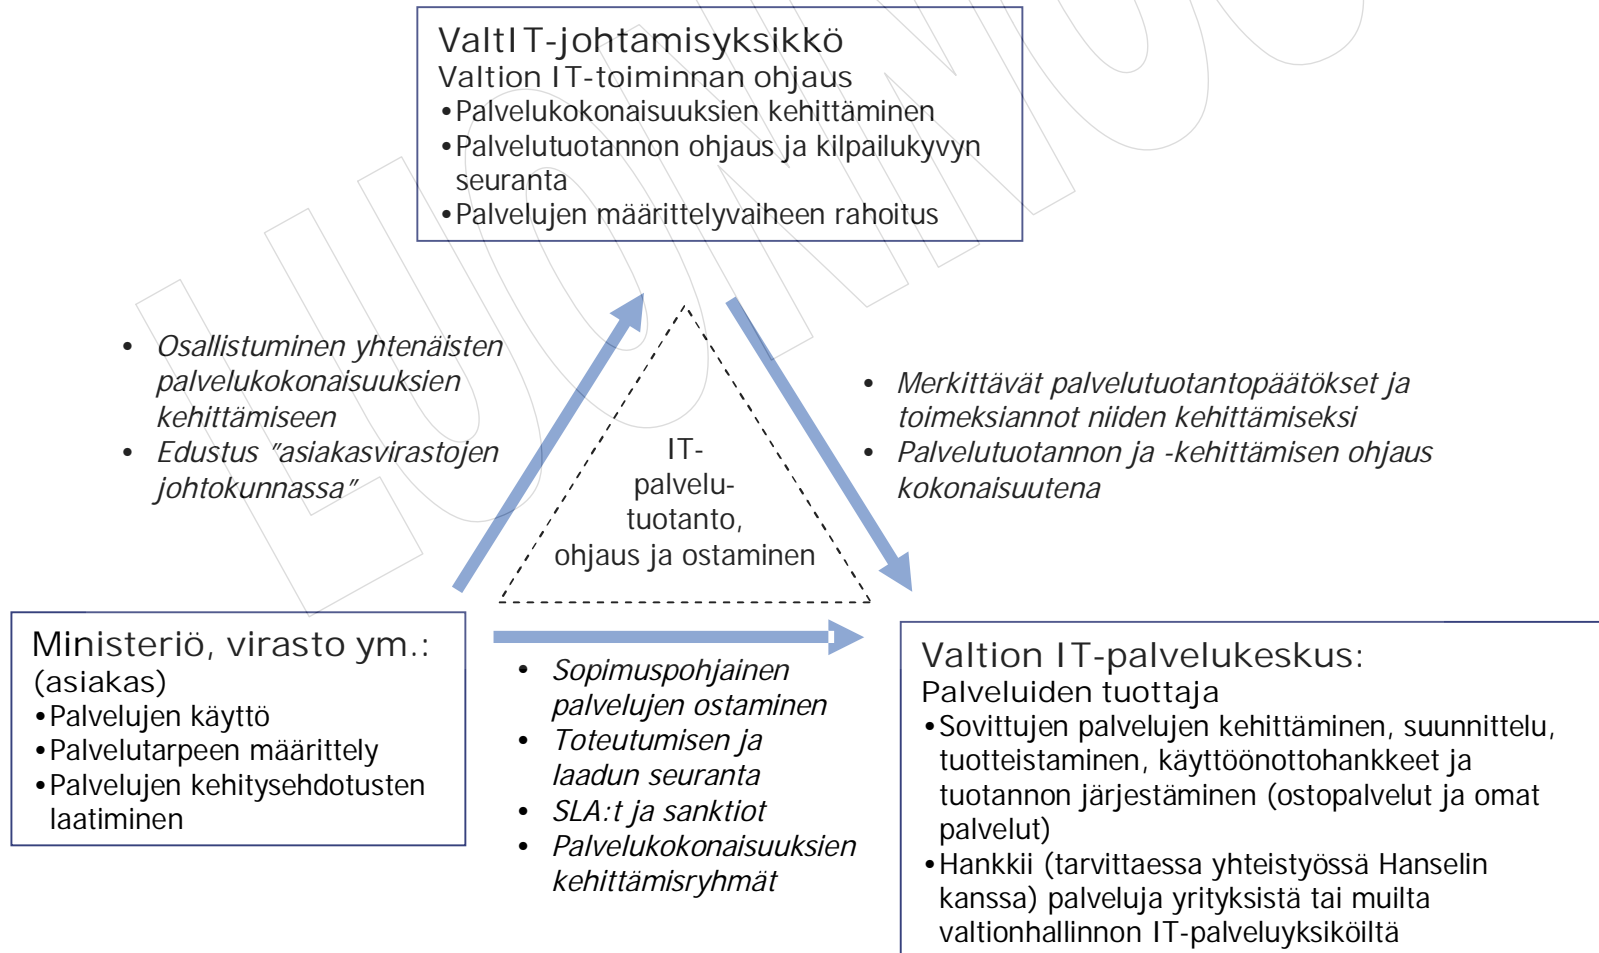 ValtIT-johtamisyksikkö
Valtion IT-toiminnan ohjaus
•Palvelukokonaisuuksien kehittäminen
•Palvelutuotannon ohjaus ja kilpailukyvyn
seuranta
•Palvelujen määrittelyvaiheen rahoitus
• Osallistuminen yhtenäisten
palvelukokonaisuuksien
kehittämiseen
• Edustus ”asiakasvirastojen
johtokunnassa”
IT-
palvelu-
tuotanto,
ohjaus ja ostaminen
• Merkittävät palvelutuotantopäätökset ja
toimeksiannot niiden kehittämiseksi
• Palvelutuotannon ja -kehittämisen ohjaus
kokonaisuutena
Ministeriö, virasto ym.:
(asiakas)
•Palvelujen käyttö
•Palvelutarpeen määrittely
•Palvelujen kehitysehdotusten
laatiminen
• Sopimuspohjainen
palvelujen ostaminen
• Toteutumisen ja
laadun seuranta
• SLA:t ja sanktiot
• Palvelukokonaisuuksien
kehittämisryhmät
Valtion IT-palvelukeskus:
Palveluiden tuottaja
•Sovittujen palvelujen kehittäminen, suunnittelu,
tuotteistaminen, käyttöönottohankkeet ja
tuotannon järjestäminen (ostopalvelut ja omat
palvelut)
•Hankkii (tarvittaessa yhteistyössä Hanselin
kanssa) palveluja yrityksistä tai muilta
valtionhallinnon IT-palveluyksiköiltä